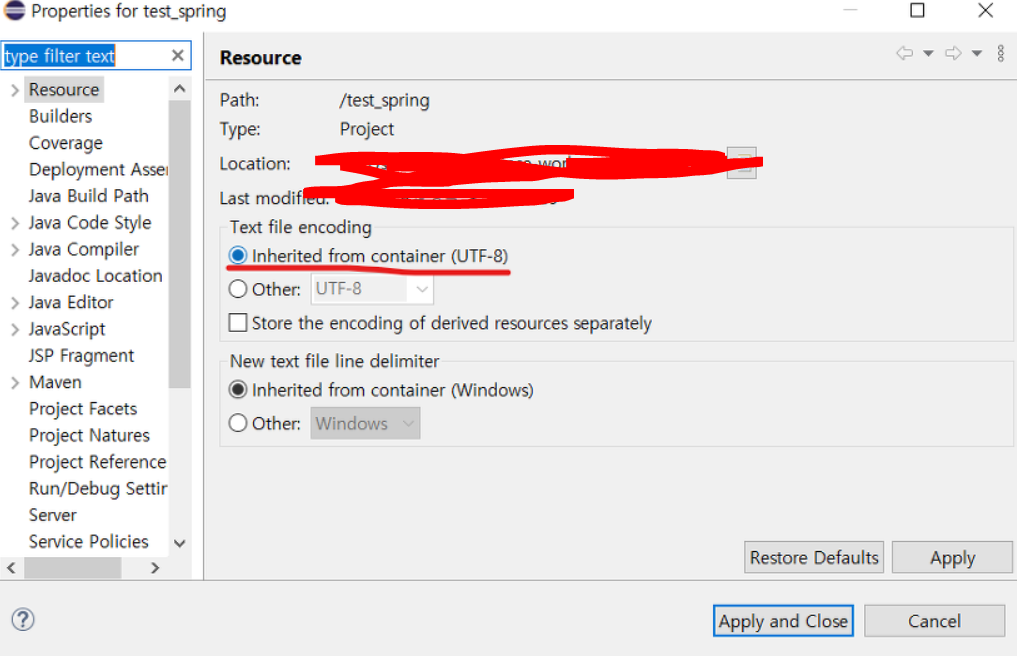 Properties for test_spring
type filter text
Resource
Builders
Coverage
Deployment Asse
Java Build Path
Java Code Style
Java Compiler
Javadoc Location
Java Editor
JavaScript
JSP Fragment
Maven
Project Facets
Project Natures
Project Reference
Run/Debug Settin
Server
Service Policies
Resource
Path: /test_spring
Type: Project
Location:
Last modified:
Text file encoding
Inherited from container (UTF-8)
Other: UTF-8
Store the encoding of derived resources separately
New text file line delimiter
Inherited from container (Windows)
Other: Windows
Restore Defaults Apply
Apply and Close Cancel